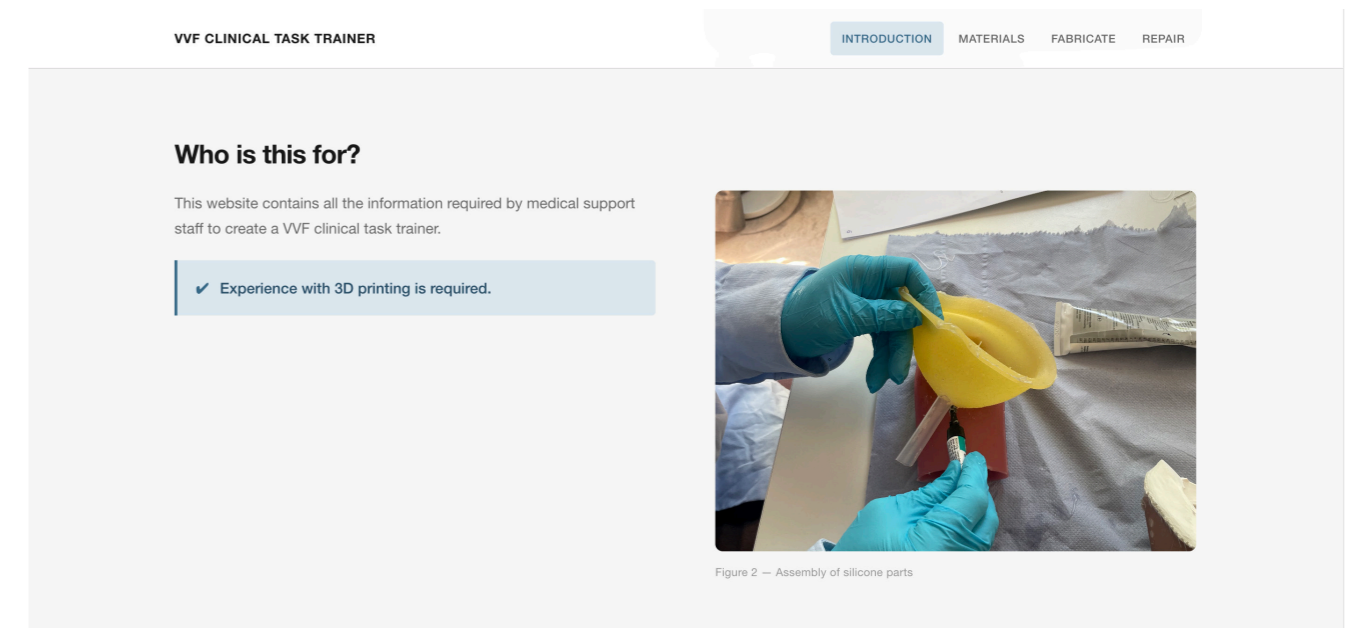 VVF CLINICAL TASK TRAINER
INTRODUCTION
MATERIALS
FABRICATE
REPAIR
Who is this for?
This website contains all the information required by medical support
staff to create a VVF clinical task trainer.
✔ Experience with 3D printing is required.
Figure 2 — Assembly of silicone parts